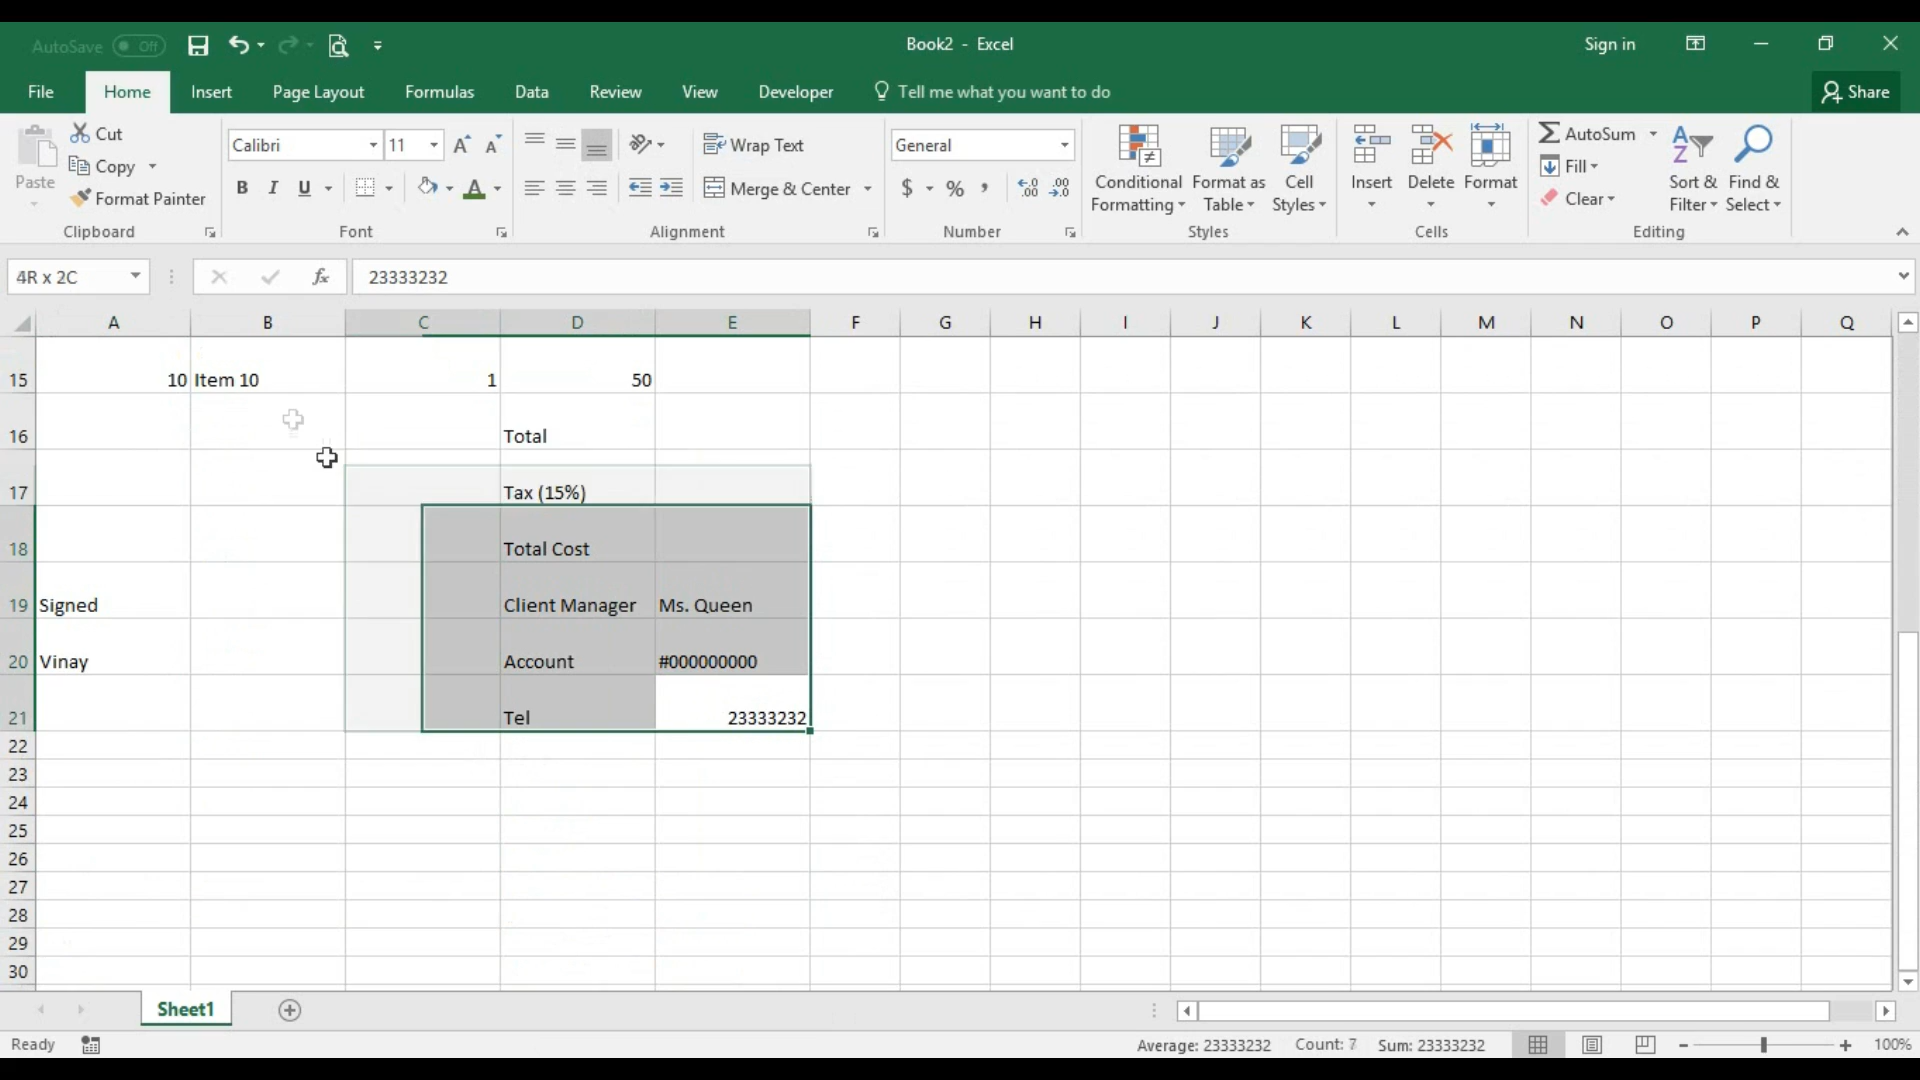 AutoSave Off Book2 - Excel Sign in
File Home Insert Page Layout Formulas Data Review View Developer Tell me what you want to do Share
Paste Cut Copy Format Painter
Clipboard
Calibri 11
B I U A
Font
Wrap Text
Merge & Center
Alignment
General
$ % , .00 .0 .00 .0
Number
Conditional Formatting Format as Table Cell Styles
Styles
Insert Delete Format
Cells
AutoSum Fill Clear Sort & Filter Find & Select
Editing
4R x 2C fx 23333232
A B C D E F G H I J K L M N O P Q
15 10 Item 10 1 50
16 Total
17 Tax (15%)
18 Total Cost
19 Signed Client Manager Ms. Queen
20 Vinay Account #000000000
21 Tel 23333232
22
23
24
25
26
27
28
29
30
Sheet1
Ready Average: 23333232 Count: 7 Sum: 23333232 100%